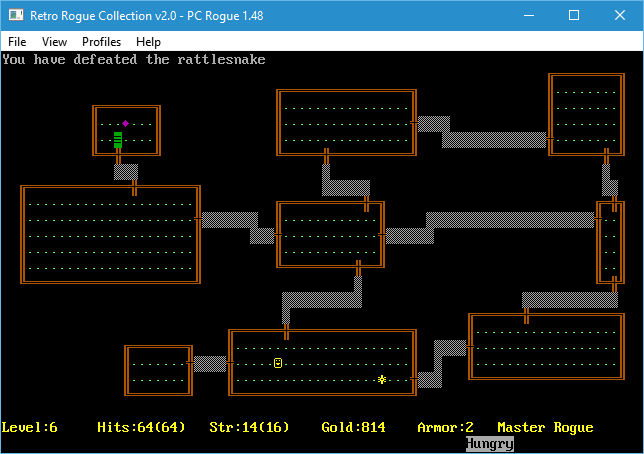 Retro Rogue Collection v2.0 - PC Rogue 1.48
File View Profiles Help
You have defeated the rattlesnake
Level:6 Hits:64(64) Str:14(16) Gold:814 Armor:2 Master Rogue
Hungry